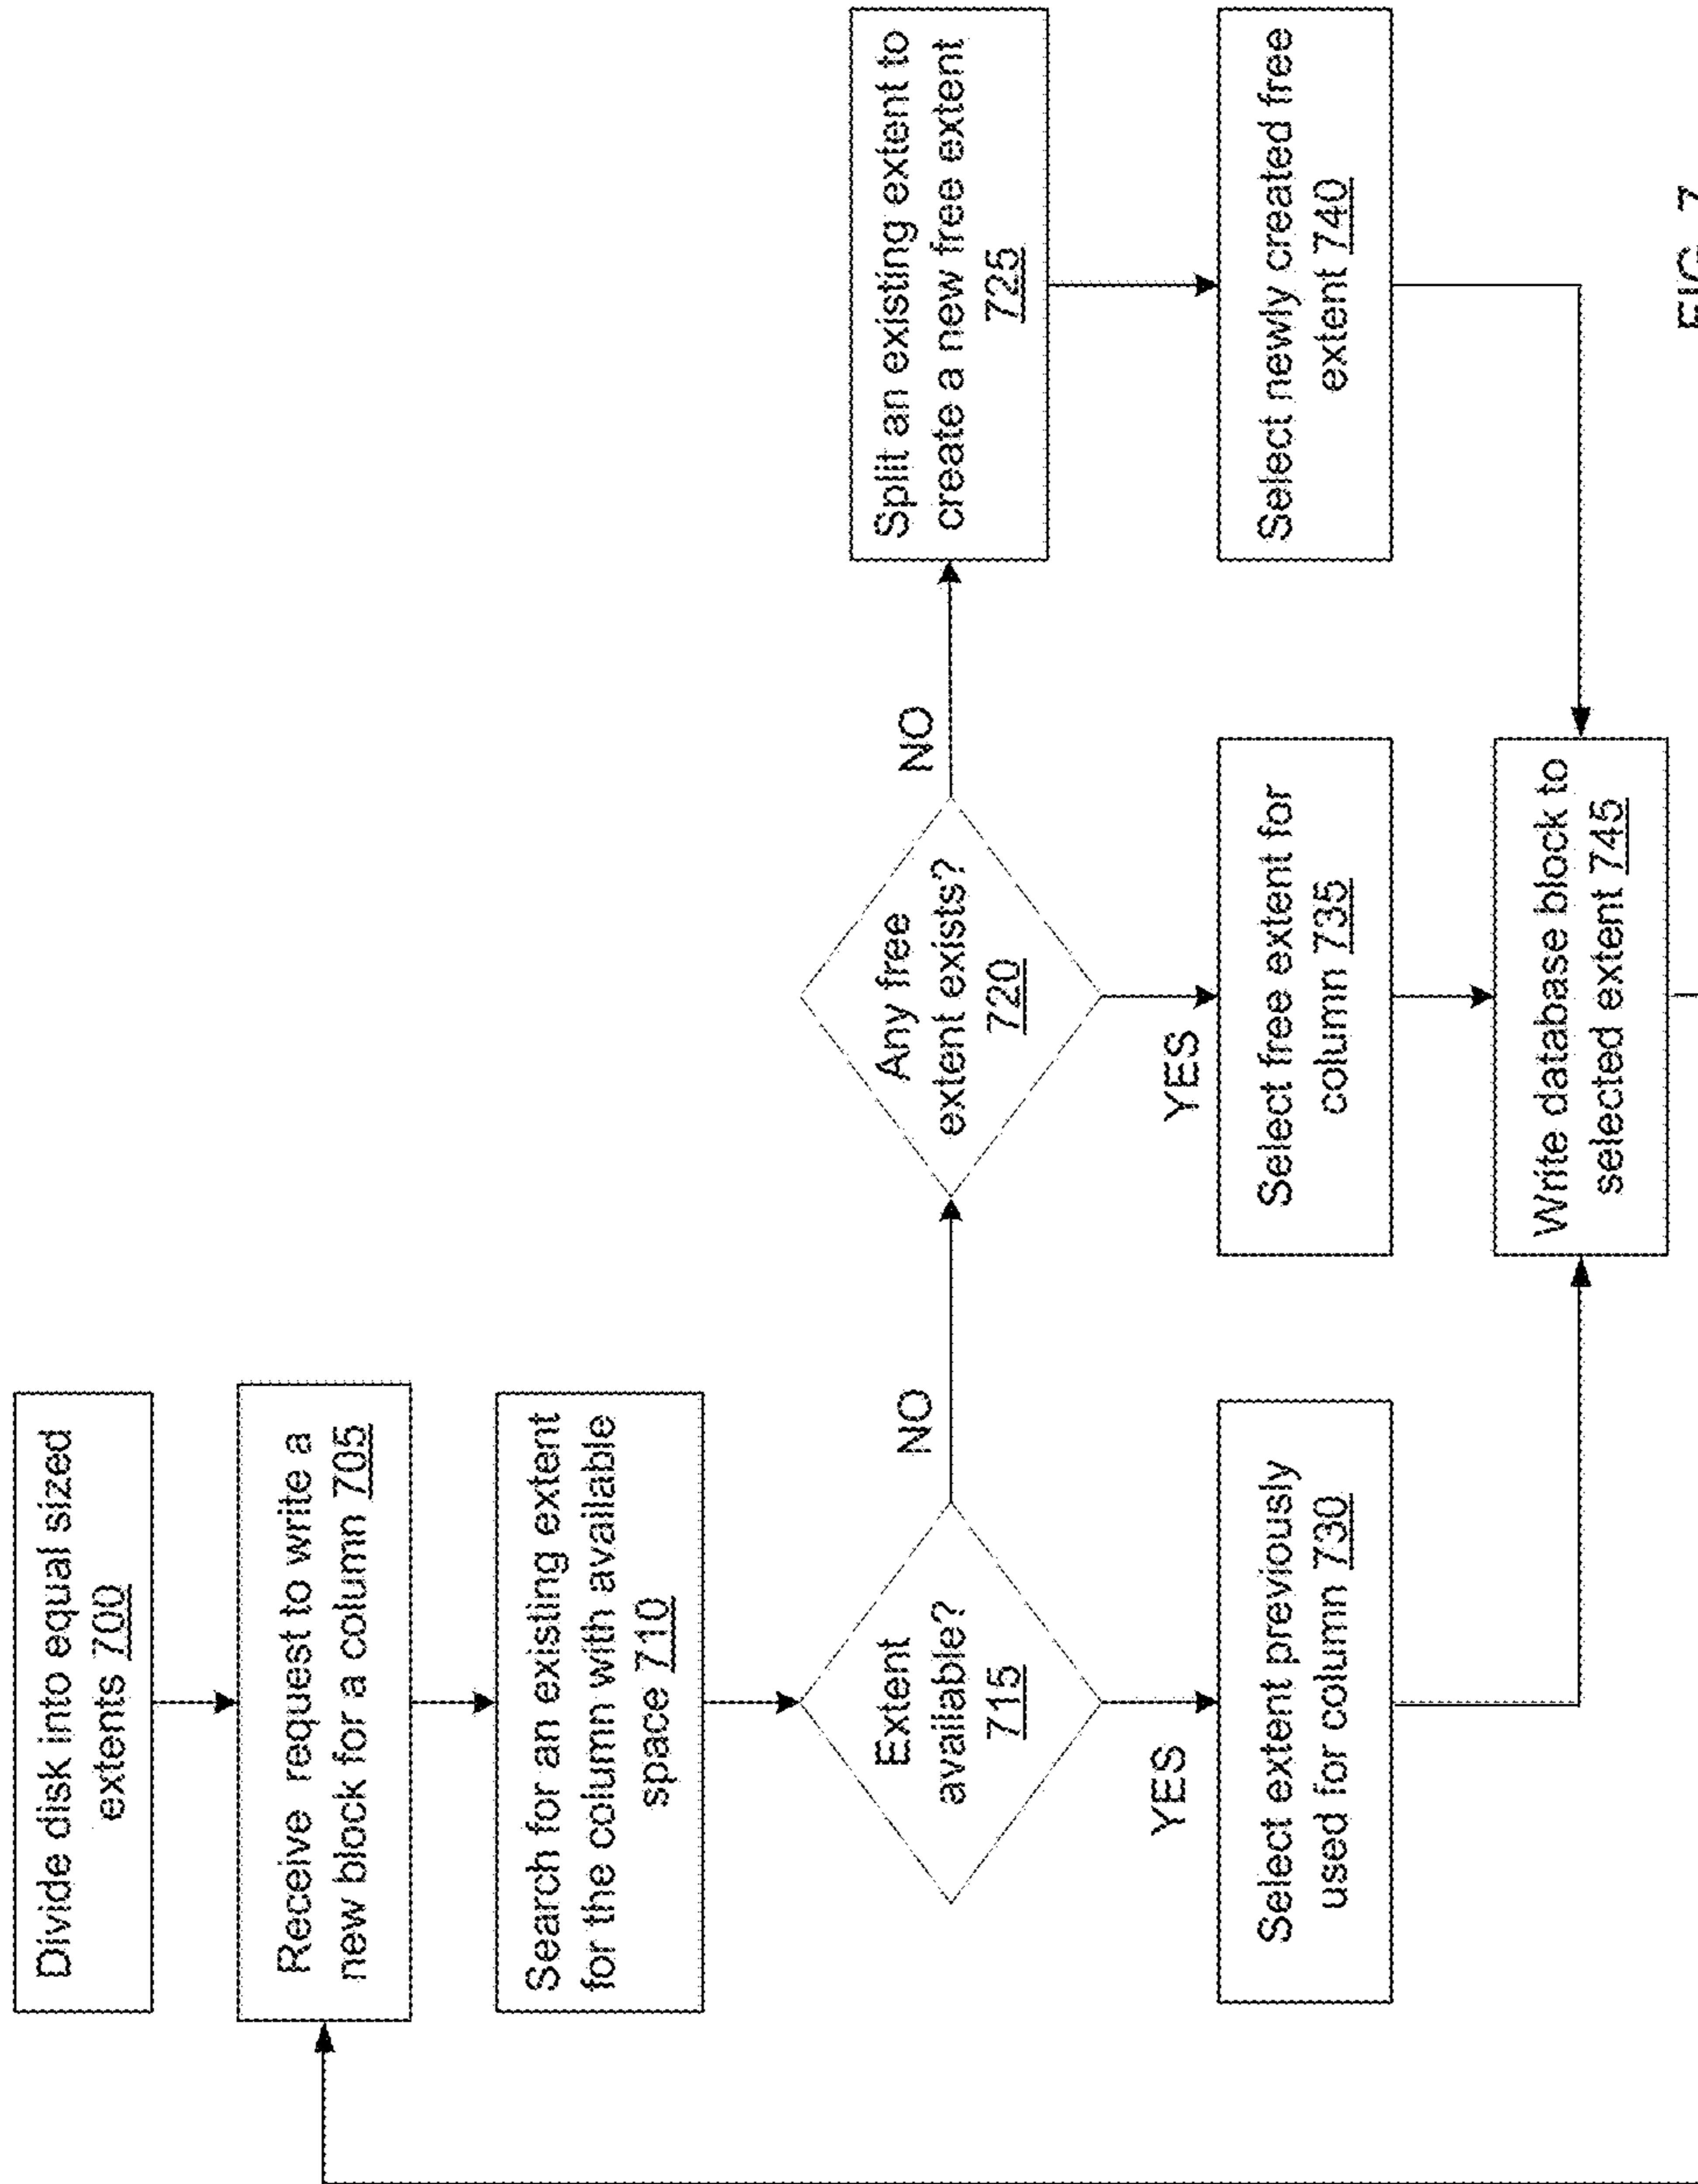 Divide disk into equal sized
extents 700
Receive request to write a
new block for a column 705
Search for an existing extent
for the column with available
space 710
Extent
available?
715
NO
YES
Any free
extent exists?
720
NO
YES
Split an existing extent to
create a new free extent
725
Select extent previously
used for column 730
Select free extent for
column 735
Select newly created free
extent 740
Write database block to
selected extent 745
FIG. 7